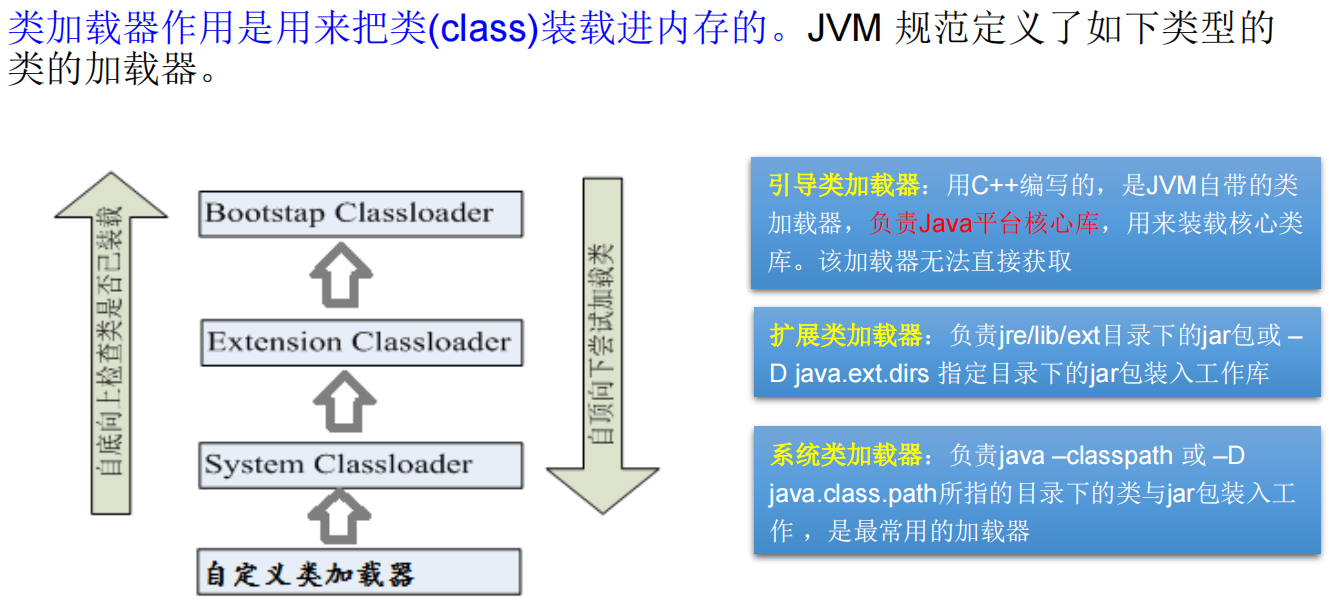 类加载器作用是用来把类(class)装载进内存的。JVM 规范定义了如下类型的
类的加载器。
自底向上检查类是否已装载
Bootstap Classloader
Extension Classloader
System Classloader
自定义类加载器
自顶向下尝试加载类
引导类加载器：用C++编写的，是JVM自带的类
加载器，负责Java平台核心库，用来装载核心类
库。该加载器无法直接获取
扩展类加载器：负责jre/lib/ext目录下的jar包或 –
D java.ext.dirs 指定目录下的jar包装入工作库
系统类加载器：负责java –classpath 或 –D
java.class.path所指的目录下的类与jar包装入工
作 ，是最常用的加载器